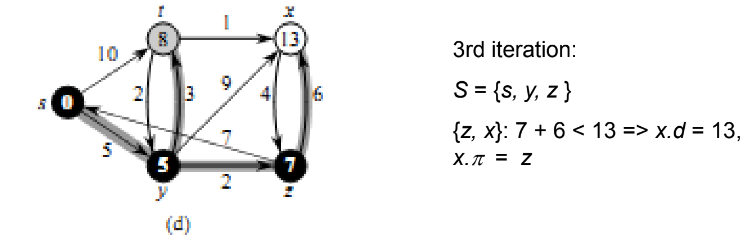 t
x
1
8
13
10
9
2
3
4
6
s
0
7
5
5
7
2
y
z
(d)
3rd iteration:
S = {s, y, z }
{z, x}: 7 + 6 < 13 => x.d = 13,
x.π = z